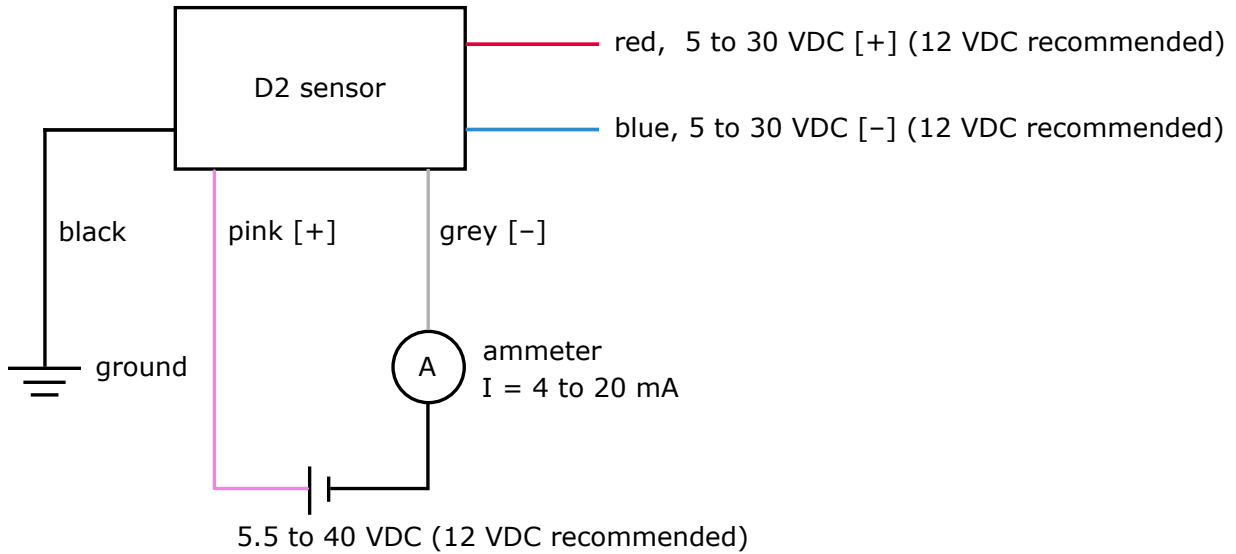 D2 sensor
red,  5 to 30 VDC [+] (12 VDC recommended)
blue, 5 to 30 VDC [–] (12 VDC recommended)
black
pink [+]
grey [–]
ground
A
ammeter
I = 4 to 20 mA
5.5 to 40 VDC (12 VDC recommended)